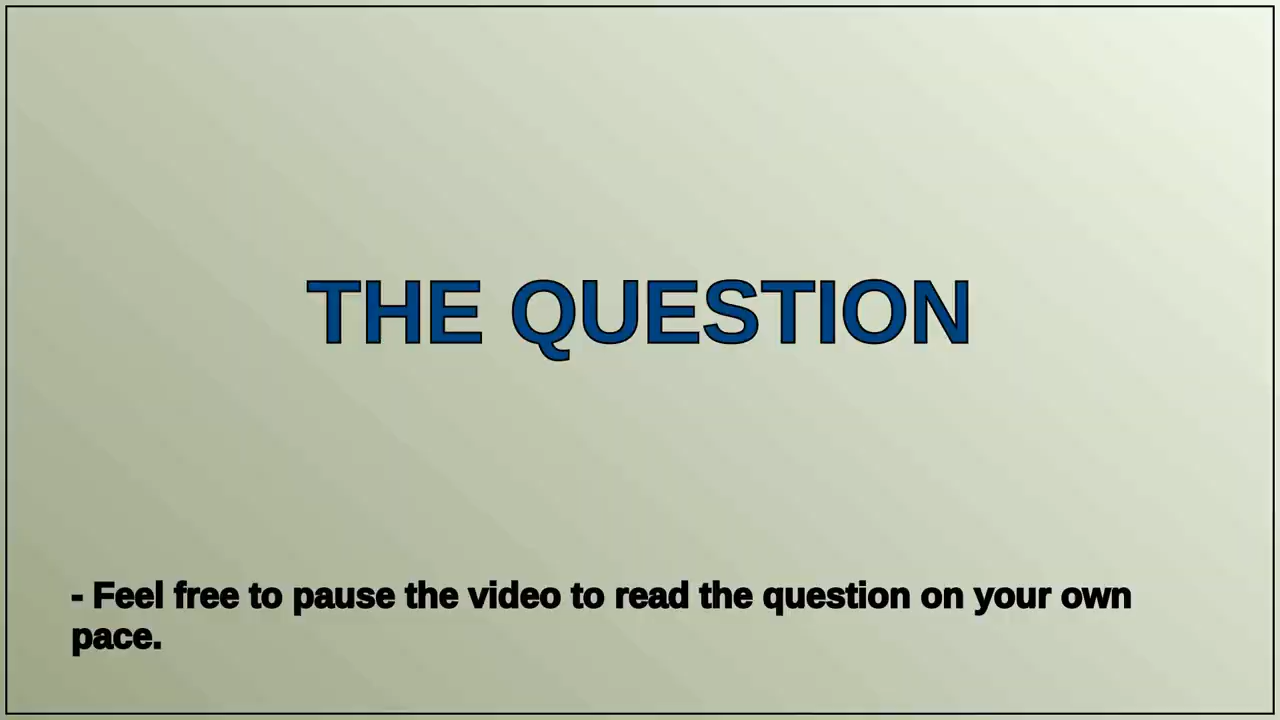 THE QUESTION
- Feel free to pause the video to read the question on your own
pace.